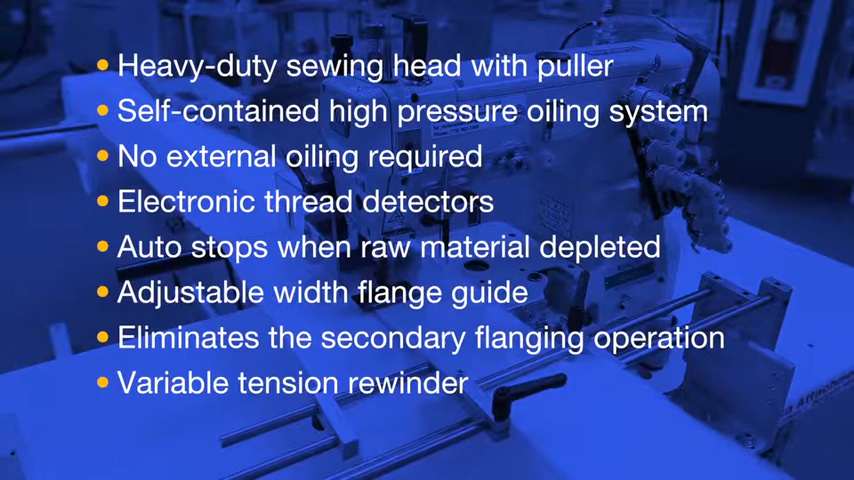 • Heavy-duty sewing head with puller
• Self-contained high pressure oiling system
• No external oiling required
• Electronic thread detectors
• Auto stops when raw material depleted
• Adjustable width flange guide
• Eliminates the secondary flanging operation
• Variable tension rewinder